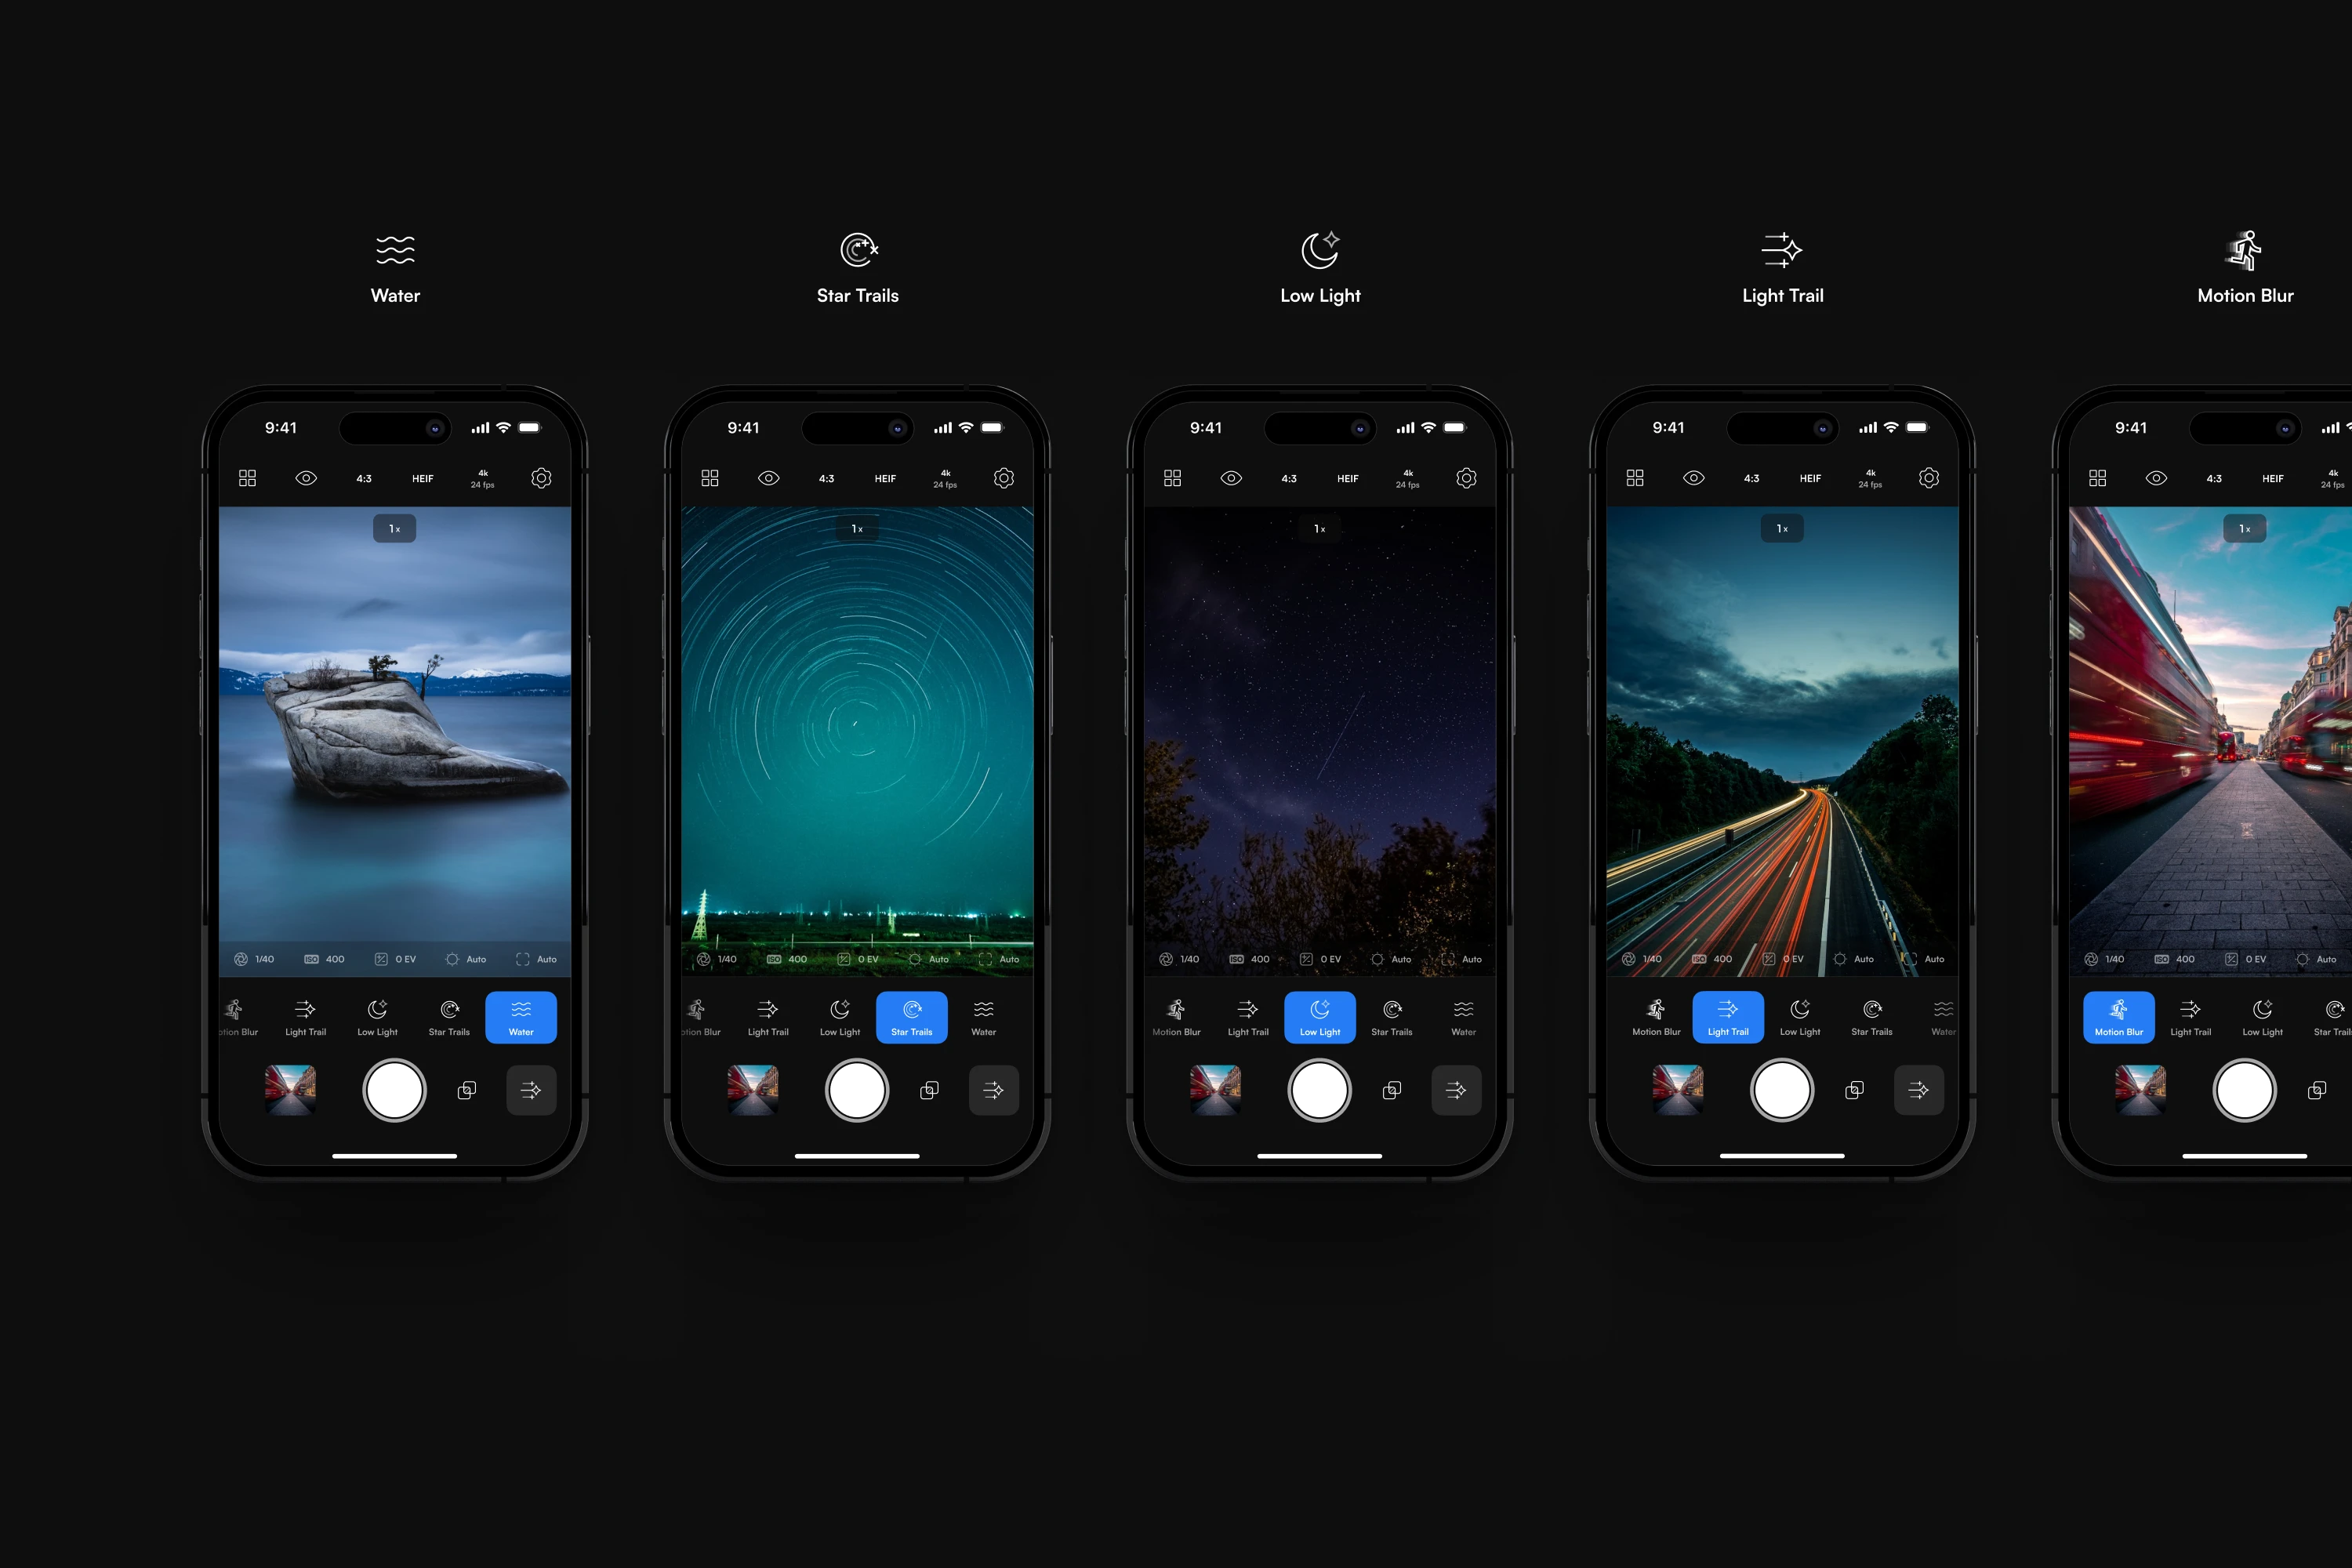 Water
Star Trails
Low Light
Light Trail
Motion Blur
9:41
4:3
HEIF
4k
24 fps
1x
1/40
ISO
400
0 EV
Auto
Auto
otion Blur
Light Trail
Low Light
Star Trails
Water
9:41
4:3
HEIF
4k
24 fps
1x
1/40
ISO
400
0 EV
Auto
Auto
otion Blur
Light Trail
Low Light
Star Trails
Water
9:41
4:3
HEIF
4k
24 fps
1x
1/40
ISO
400
0 EV
Auto
Auto
Motion Blur
Light Trail
Low Light
Star Trails
Water
9:41
4:3
HEIF
4k
24 fps
1x
1/40
ISO
400
0 EV
Auto
Auto
Motion Blur
Light Trail
Low Light
Star Trails
Water
9:41
4:3
HEIF
4k
24 fps
1x
1/40
ISO
400
0 EV
Auto
Motion Blur
Light Trail
Low Light
Star Trails